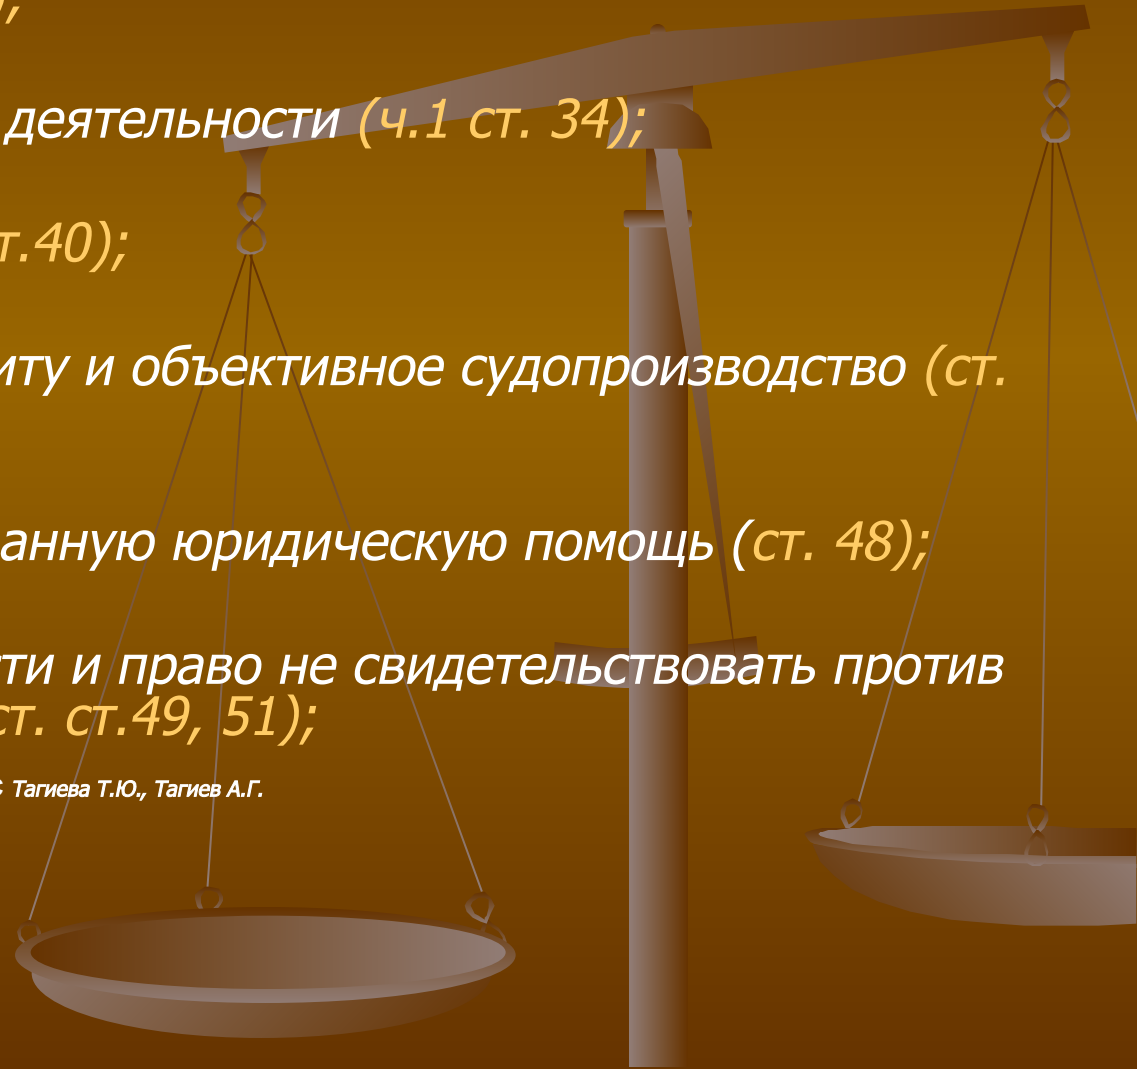 );
деятельности (ч.1 ст. 34);
т.40);
иту и объективное судопроизводство (ст.
анную юридическую помощь (ст. 48);
сти и право не свидетельствовать против
ст. ст.49, 51);
Тагиева Т.Ю., Тагиев А.Г.